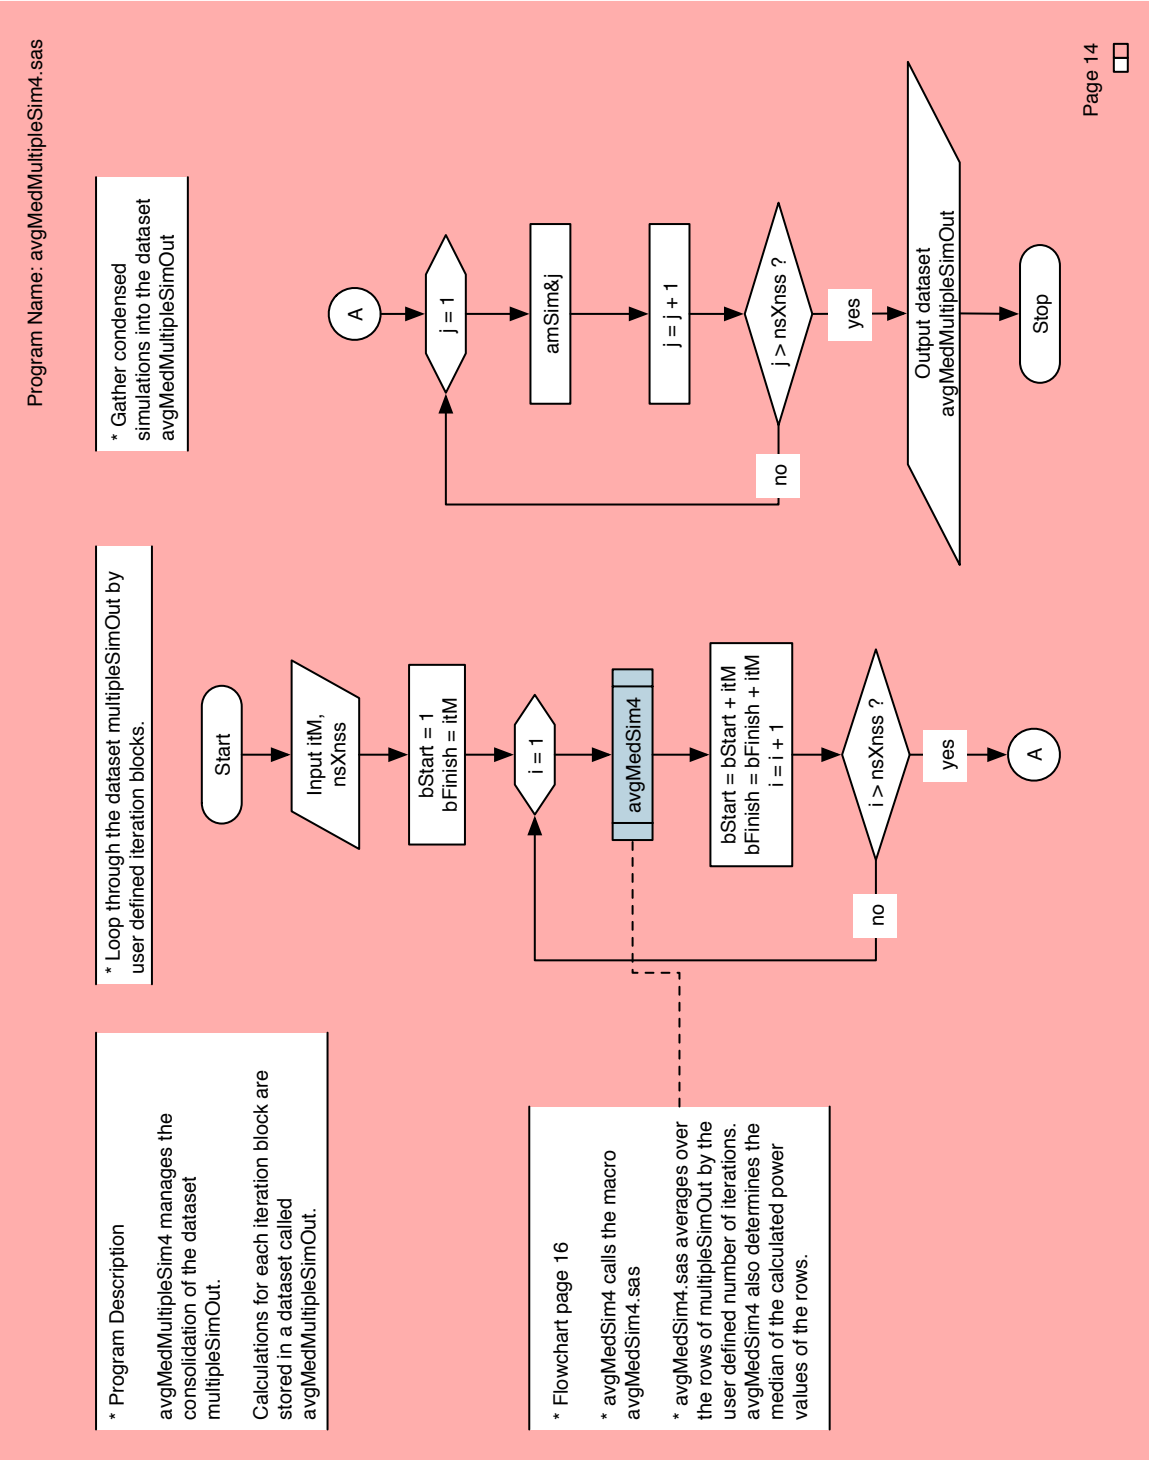 Program Name: avgMedMultipleSim4.sas
* Program Description
avgMedMultipleSim4 manages the
consolidation of the dataset
multipleSimOut.
Calculations for each iteration block are
stored in a dataset called
avgMedMultipleSimOut.
* Flowchart page 16
* avgMedSim4 calls the macro
avgMedSim4.sas
* avgMedSim4.sas averages over
the rows of multipleSimOut by the
user defined number of iterations.
avgMedSim4 also determines the
median of the calculated power
values of the rows.
* Loop through the dataset multipleSimOut by
user defined iteration blocks.
Start
Input itM,
nsXnss
bStart = 1
bFinish = itM
i = 1
avgMedSim4
bStart = bStart + itM
bFinish = bFinish + itM
i = i + 1
i > nsXnss ?
no
yes
A
* Gather condensed
simulations into the dataset
avgMedMultipleSimOut
A
j = 1
amSim&j
j = j + 1
j > nsXnss ?
no
yes
Output dataset
avgMedMultipleSimOut
Stop
Page 14